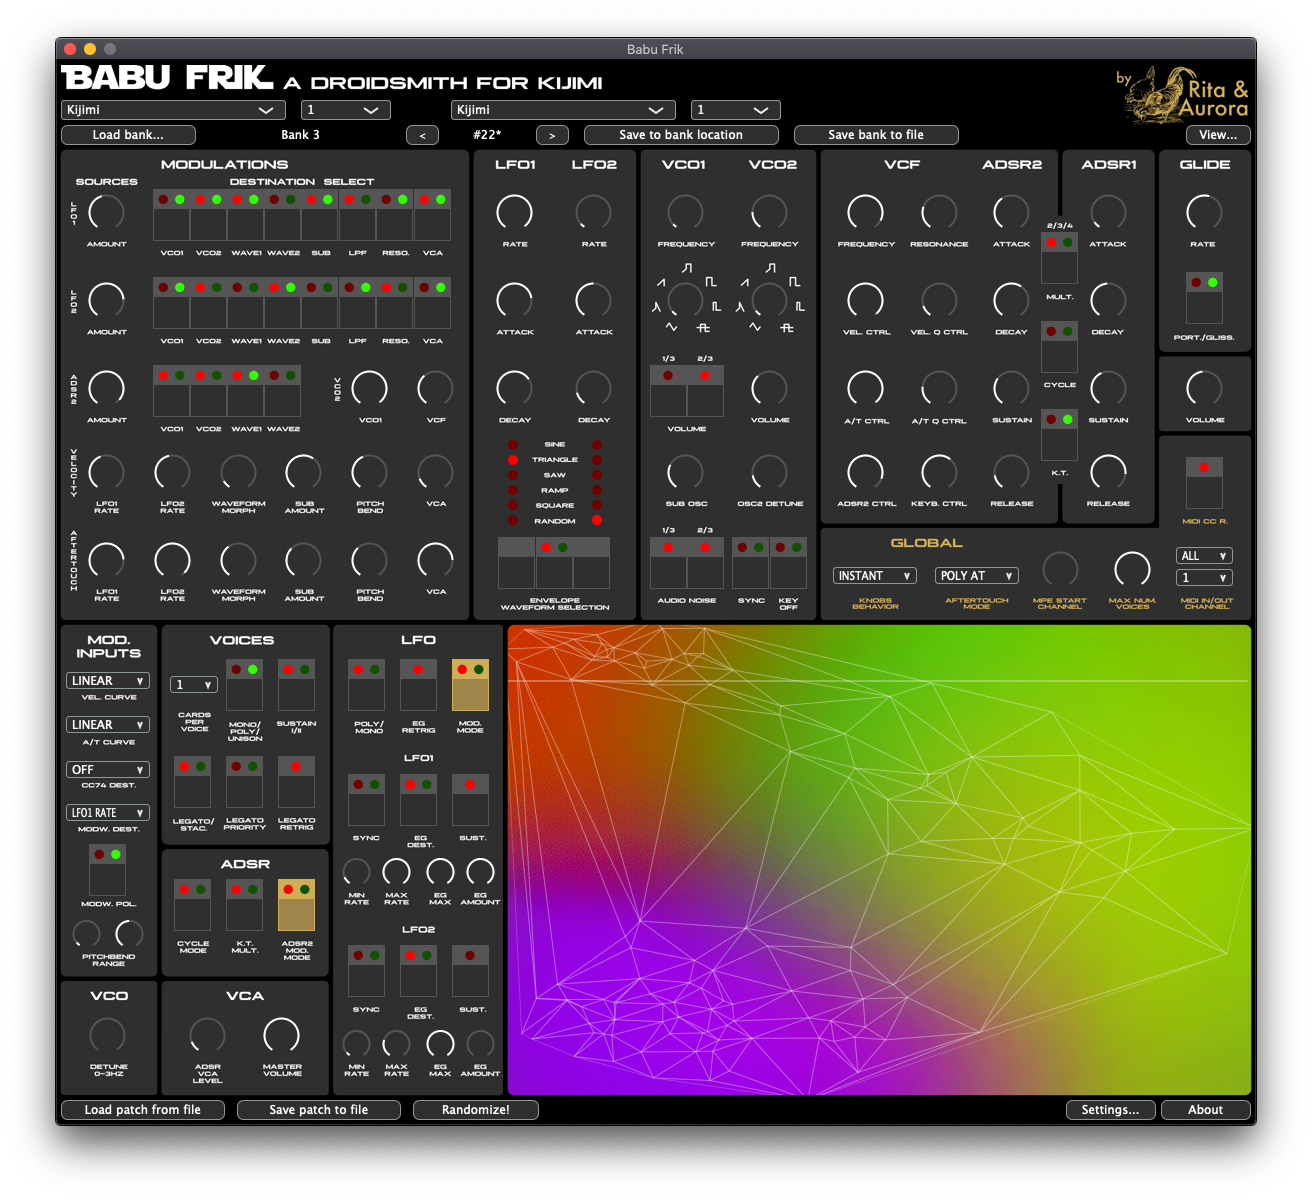 Babu Frik
BABU FRIK A DROIDSMITH FOR KIJIMI
by Rita &
Aurora
Kijimi 1 Kijimi 1
Load bank... Bank 3 < #22* > Save to bank location Save bank to file View...
MODULATIONS
SOURCES DESTINATION SELECT
LFO1
AMOUNT
VCO1 VCO2 WAVE1 WAVE2 SUB LPF RESO. VCA
LFO2
AMOUNT
VCO1 VCO2 WAVE1 WAVE2 SUB LPF RESO. VCA
ADSR2
AMOUNT
VCO1 VCO2 WAVE1 WAVE2
VCO2
VCO1 VCF
VELOCITY
LFO1 RATE
LFO2 RATE
WAVEFORM MORPH
SUB AMOUNT
PITCH BEND
VCA
AFTERTOUCH
LFO1 RATE
LFO2 RATE
WAVEFORM MORPH
SUB AMOUNT
PITCH BEND
VCA
LFO1 LFO2
RATE RATE
ATTACK ATTACK
DECAY DECAY
SINE
TRIANGLE
SAW
RAMP
SQUARE
RANDOM
ENVELOPE
WAVEFORM SELECTION
VCO1 VCO2
FREQUENCY FREQUENCY
1/3 2/3
VOLUME VOLUME
SUB OSC OSC2 DETUNE
1/3 2/3
AUDIO NOISE SYNC KEY
OFF
VCF ADSR2
FREQUENCY RESONANCE ATTACK
VEL. CTRL VEL. Q CTRL DECAY
A/T CTRL A/T Q CTRL SUSTAIN
ADSR2 CTRL KEYB. CTRL RELEASE
2/3/4
MULT.
CYCLE
K.T.
ADSR1
ATTACK
DECAY
SUSTAIN
RELEASE
GLIDE
RATE
PORT./GLISS.
VOLUME
MIDI CC R.
GLOBAL
INSTANT POLY AT
KNOBS
BEHAVIOR
AFTERTOUCH
MODE
MPE START
CHANNEL
MAX NUM.
VOICES
ALL
1
MIDI IN/OUT
CHANNEL
MOD.
INPUTS
LINEAR
VEL. CURVE
LINEAR
A/T CURVE
OFF
CC74 DEST.
LFO1 RATE
MODW. DEST.
MODW. POL.
PITCHBEND
RANGE
VOICES
1
CARDS
PER
VOICE
MONO/
POLY/
UNISON
SUSTAIN
I/II
LEGATO/
STAC.
LEGATO
PRIORITY
LEGATO
RETRIG
ADSR
CYCLE
MODE
K.T.
MULT.
ADSR2
MOD.
MODE
VCO
DETUNE
0-3HZ
VCA
ADSR
VCA
LEVEL
MASTER
VOLUME
LFO
POLY/
MONO
EG
RETRIG
MOD.
MODE
LFO1
SYNC
EG
DEST.
SUST.
MIN
RATE
MAX
RATE
EG
MAX
EG
AMOUNT
LFO2
SYNC
EG
DEST.
SUST.
MIN
RATE
MAX
RATE
EG
MAX
EG
AMOUNT
Load patch from file Save patch to file Randomize! Settings... About